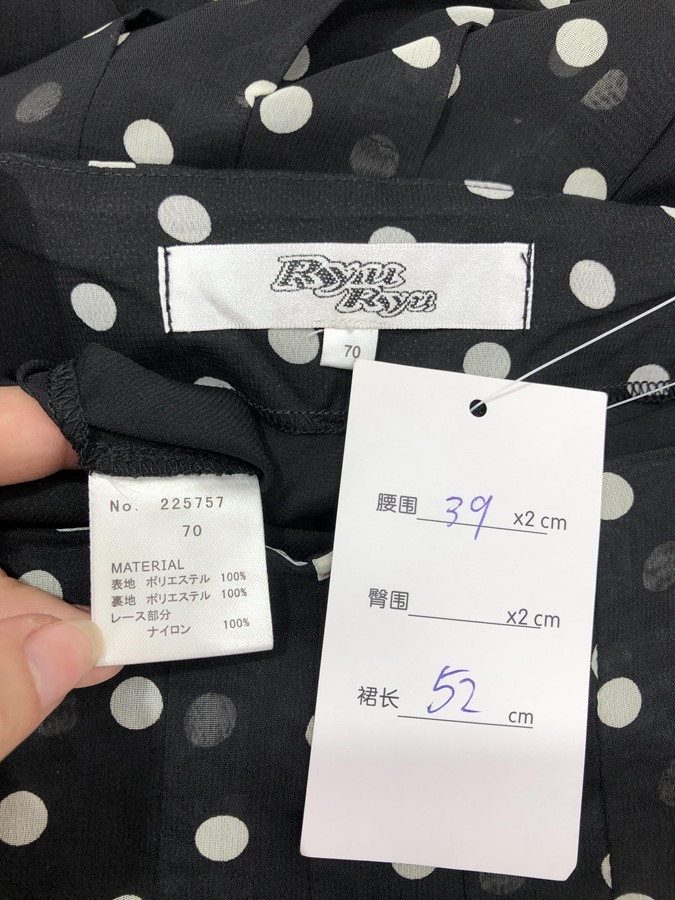 Rynu
Ryu
70
No. 225757
70
MATERIAL
表地 ポリエステル 100%
裏地 ポリエステル 100%
レース部分
ナイロン 100%
腰围 39 x2 cm
臀围 x2 cm
裙长 52 cm